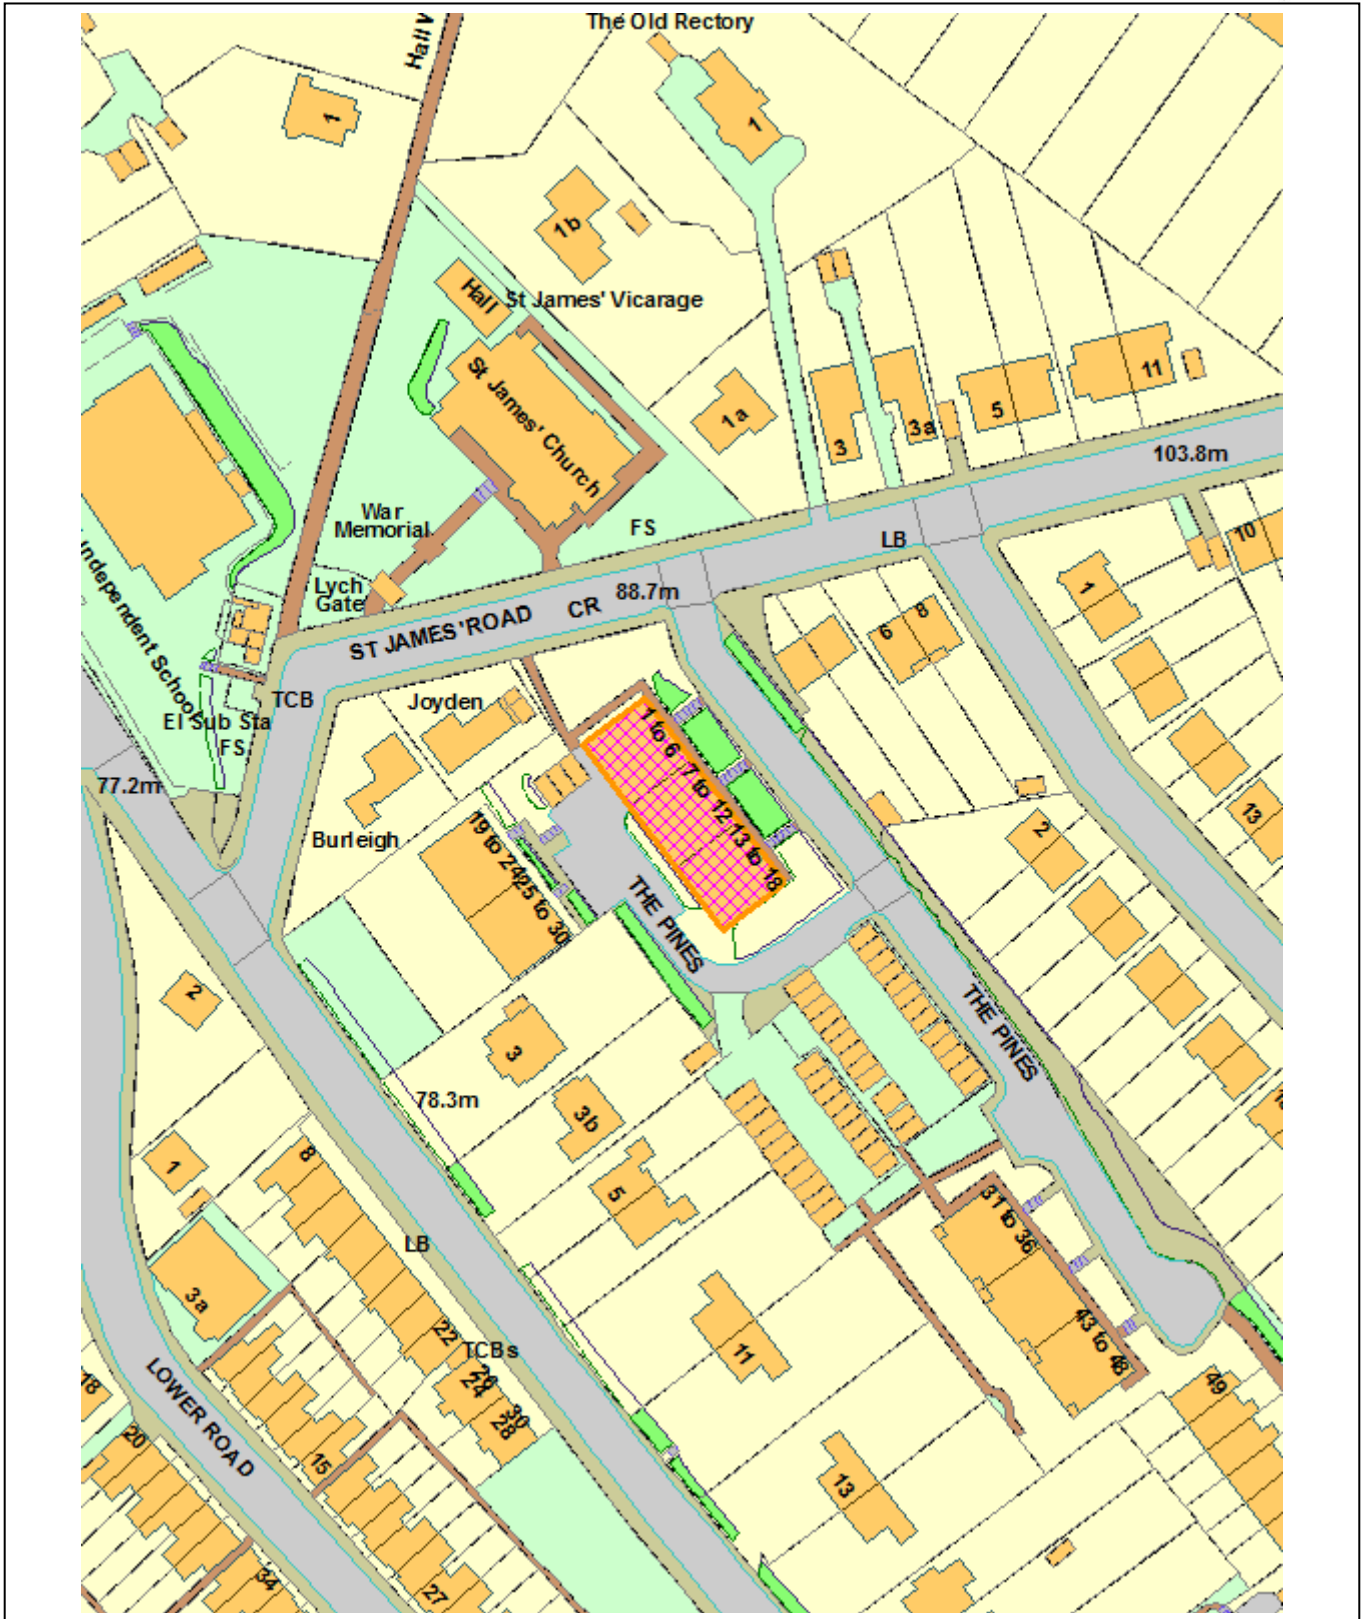 The Old Rectory
Hall
1
1
1b
Hall
St James' Vicarage
St James' Church
1a
3
3a
5
11
103.8m
War
Memorial
FS
LB
10
Independent School
Lych
Gate
88.7m
CR
ST JAMES' ROAD
1
6
8
TCB
Joyden
El Sub Sta
FS
1 to 6
7 to 12
13 to 18
77.2m
Burleigh
19 to 24
25 to 30
2
13
THE PINES
2
3
THE PINES
78.3m
3b
1
8
5
31 to 36
LB
3a
22
TCBs
11
43 to 48
26
24
18
30
28
49
LOWER ROAD
20
15
13
34
27